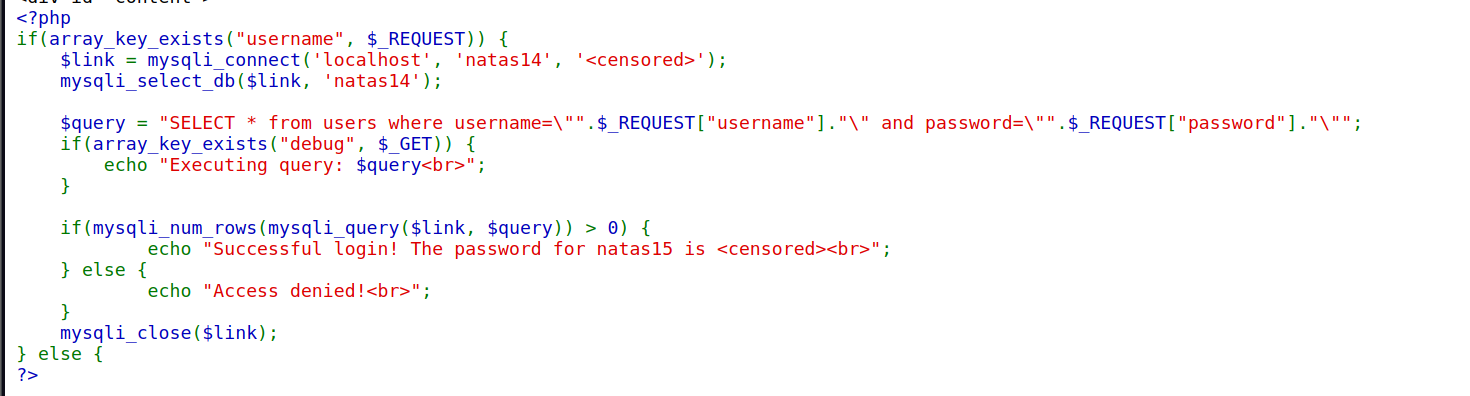 <?php
if(array_key_exists("username", $_REQUEST)) {
    $link = mysqli_connect('localhost', 'natas14', '<censored>');
    mysqli_select_db($link, 'natas14');

    $query = "SELECT * from users where username=\"".$_REQUEST["username"]."\" and password=\"".$_REQUEST["password"]."\"";
    if(array_key_exists("debug", $_GET)) {
        echo "Executing query: $query<br>";
    }

    if(mysqli_num_rows(mysqli_query($link, $query)) > 0) {
            echo "Successful login! The password for natas15 is <censored><br>";
    } else {
            echo "Access denied!<br>";
    }
    mysqli_close($link);
} else {
?>